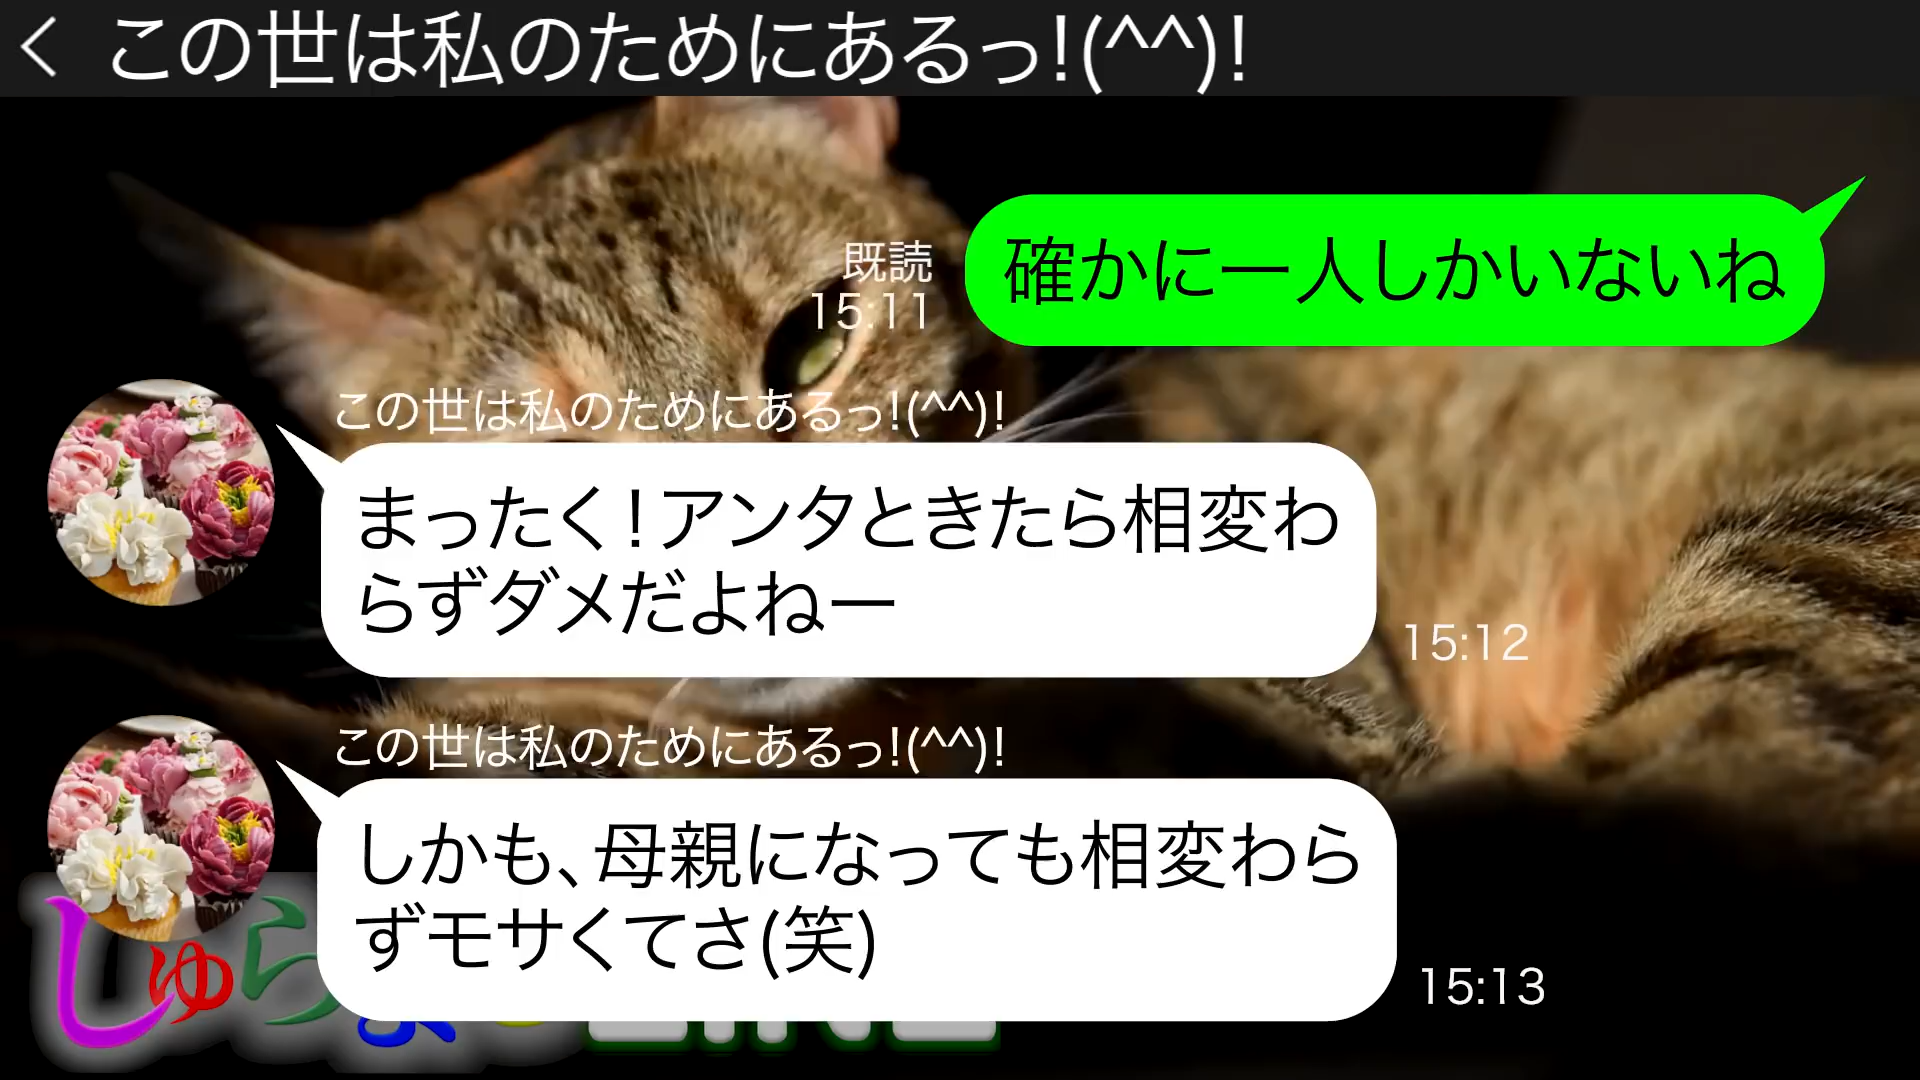 この世は私のためにあるっ!(^^)!
確かに一人しかいないね
既読
15:11
この世は私のためにあるっ!(^^)!
まったく!アンタときたら相変わ
らずダメだよねー
15:12
この世は私のためにあるっ!(^^)!
しかも、母親になっても相変わら
ずモサくてさ(笑)
15:13
しゅら